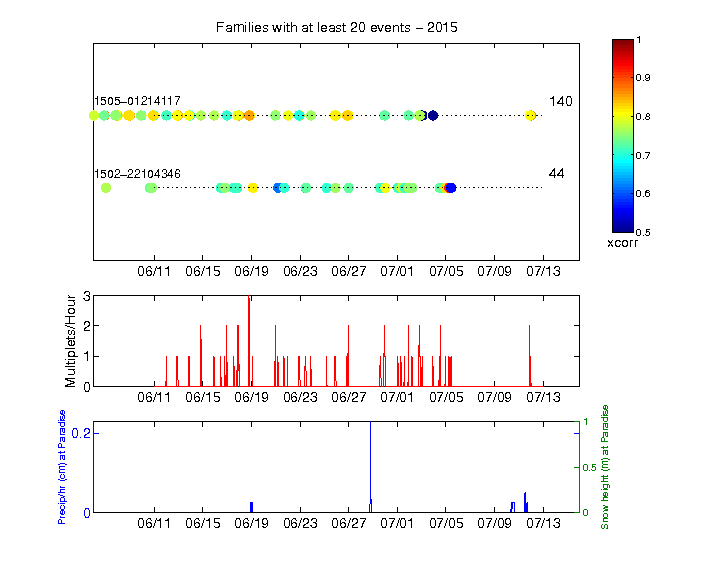 Families with at least 20 events – 2015
1505–01214117
140
1502–22104346
44
06/11 06/15 06/19 06/23 06/27 07/01 07/05 07/09 07/13
1
0.9
0.8
0.7
0.6
0.5
xcorr
Multiplets/Hour
3
2
1
0
06/11 06/15 06/19 06/23 06/27 07/01 07/05 07/09 07/13
Precip/hr (cm) at Paradise
0.2
0
1
0.5
0
Snow height (m) at Paradise
06/11 06/15 06/19 06/23 06/27 07/01 07/05 07/09 07/13